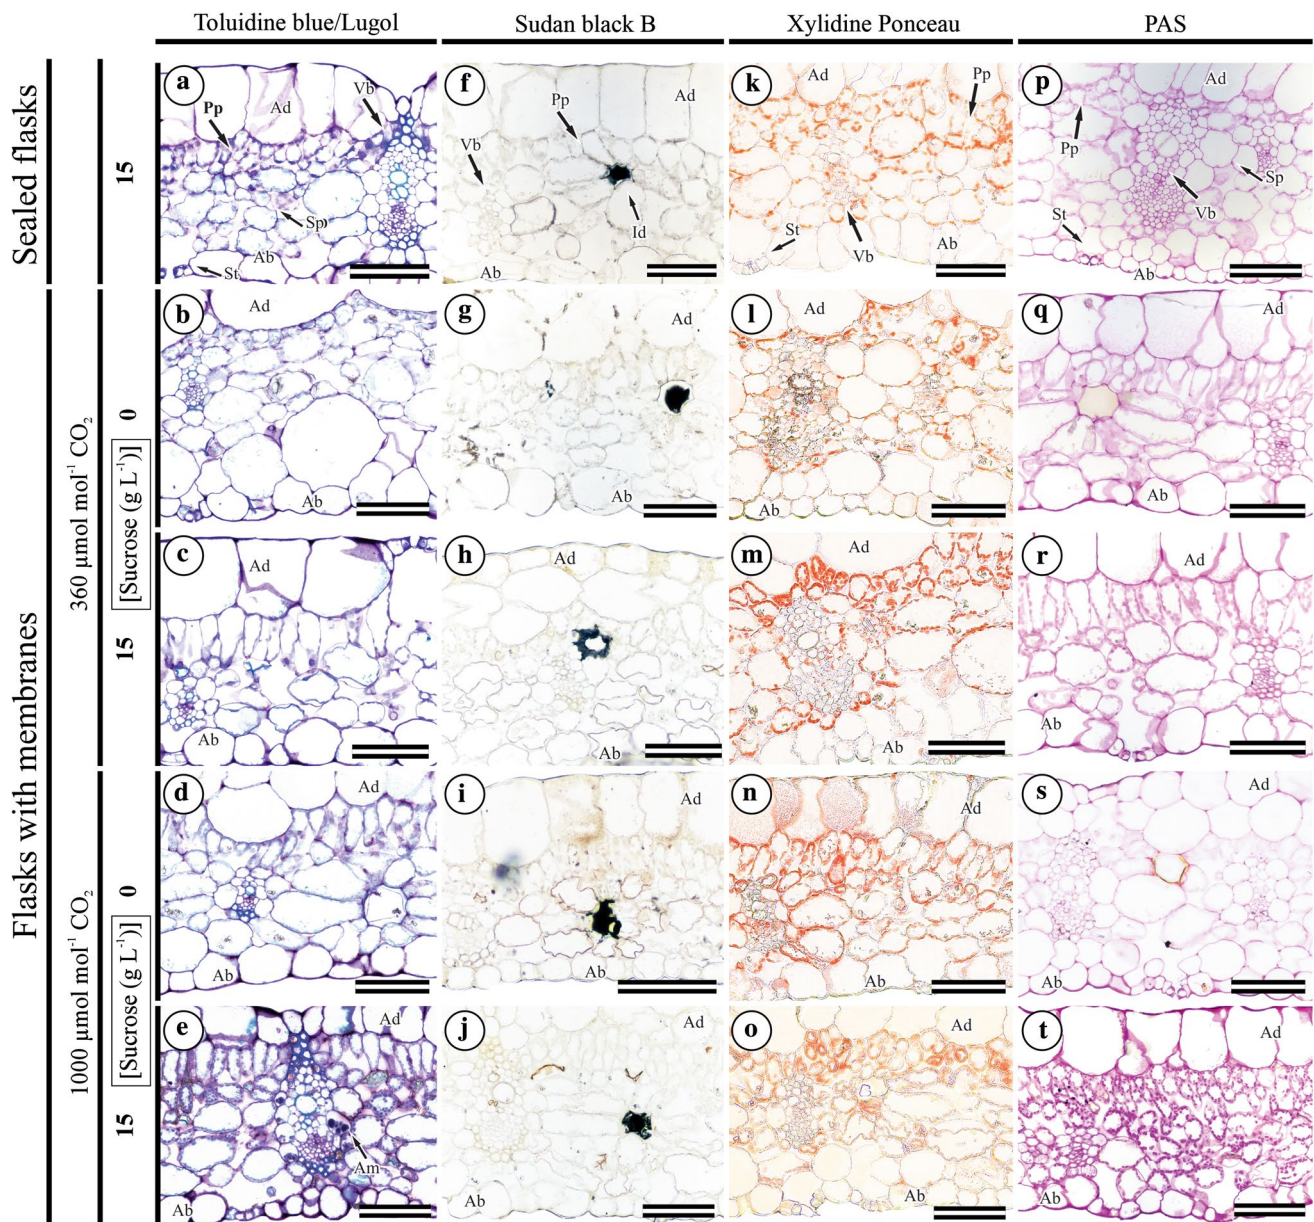 Toluidine blue/Lugol Sudan black B Xylidine Ponceau PAS
Sealed flasks
15
a Ad Vb Pp Sp Ab St
f Pp Ad Vb Id Ab
k Ad Pp St Vb Ab
p Ad Pp Sp Vb St Ab
Flasks with membranes
360 µmol mol⁻¹ CO₂
[Sucrose (g L⁻¹)]
0
b Ad Ab
g Ad Ab
l Ad Ab
q Ad Ab
15
c Ad Ab
h Ad Ab
m Ad Ab
r Ad Ab
1000 µmol mol⁻¹ CO₂
[Sucrose (g L⁻¹)]
0
d Ad Ab
i Ad Ab
n Ad Ab
s Ad Ab
15
e Ad Am Ab
j Ad Ab
o Ad Ab
t Ad Ab